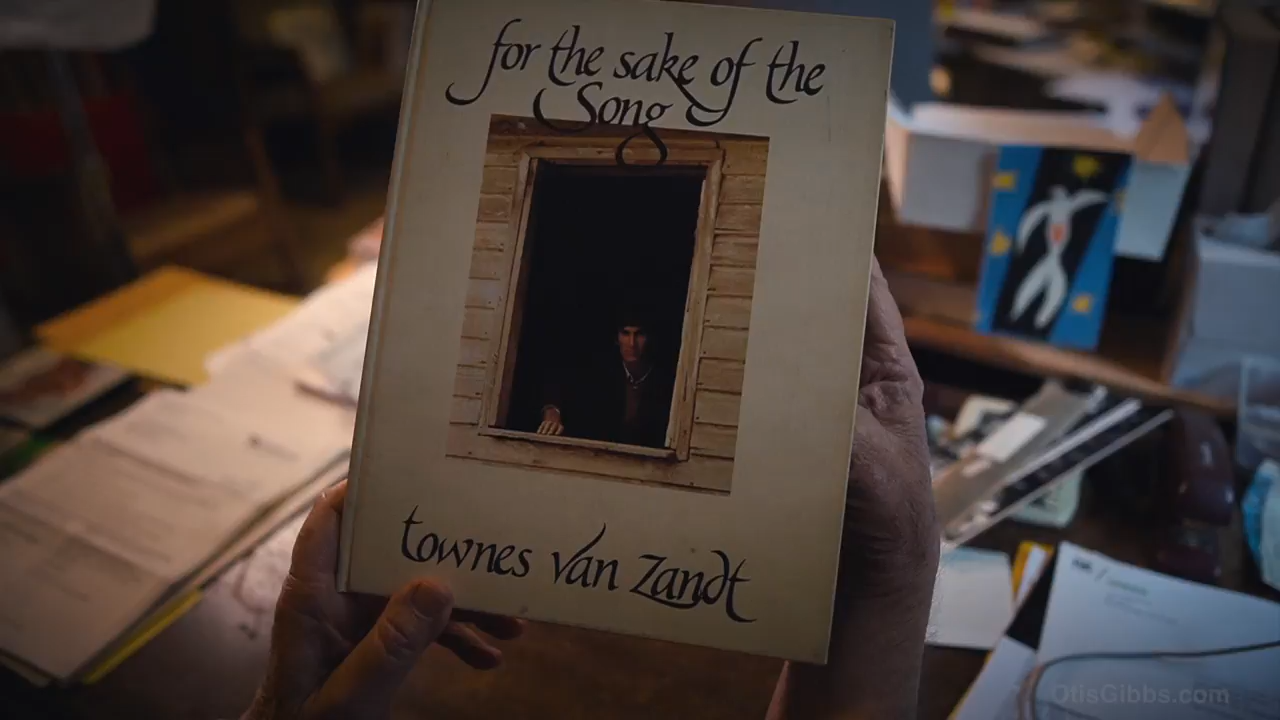 for the sake of the
Song
townes van zandt
OtisGibbs.com